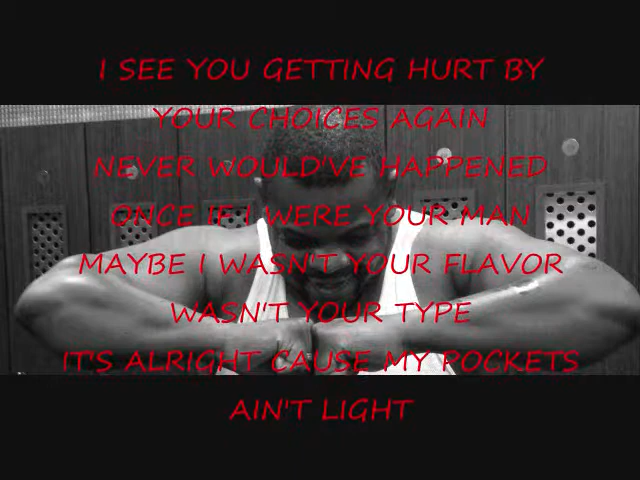 I SEE YOU GETTING HURT BY
YOUR CHOICES AGAIN
NEVER WOULD'VE HAPPENED
ONCE IF I WERE YOUR MAN
MAYBE I WASN'T YOUR FLAVOR
WASN'T YOUR TYPE
IT'S ALRIGHT CAUSE MY POCKETS
AIN'T LIGHT